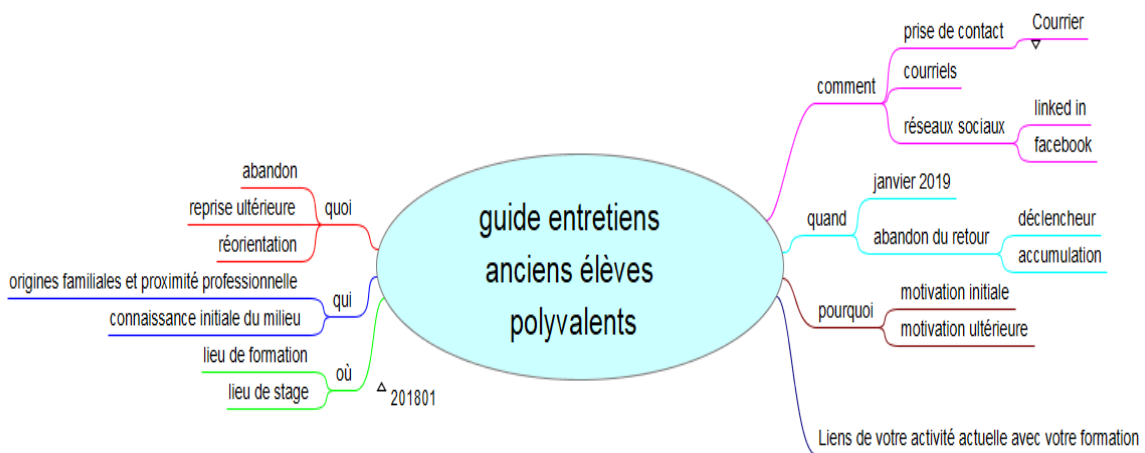 guide entretiens
anciens élèves
polyvalents
comment
prise de contact
Courrier
courriels
réseaux sociaux
linked in
facebook
quand
janvier 2019
abandon du retour
déclencheur
accumulation
pourquoi
motivation initiale
motivation ultérieure
Liens de votre activité actuelle avec votre formation
quoi
abandon
reprise ultérieure
réorientation
qui
origines familiales et proximité professionnelle
connaissance initiale du milieu
où
lieu de formation
lieu de stage
201801